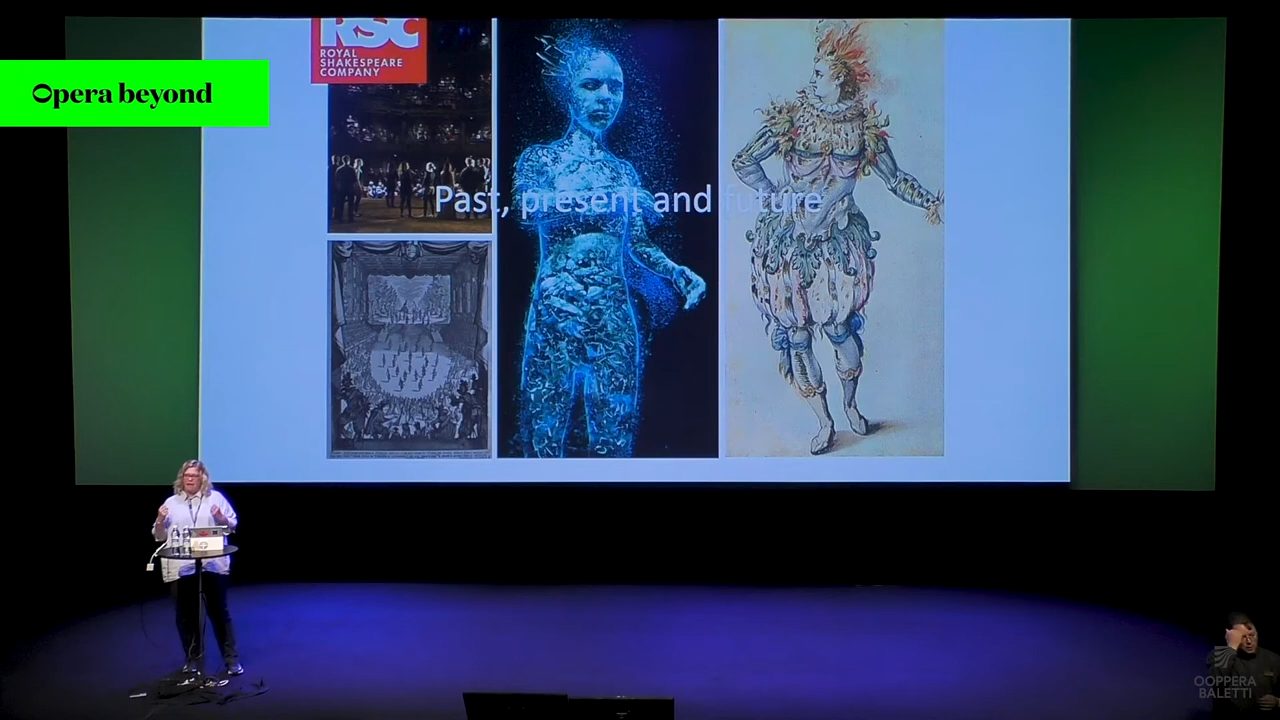 RSC
ROYAL
SHAKESPEARE
COMPANY
Opera beyond
Past, present and future
OOPPERA
BALETTI